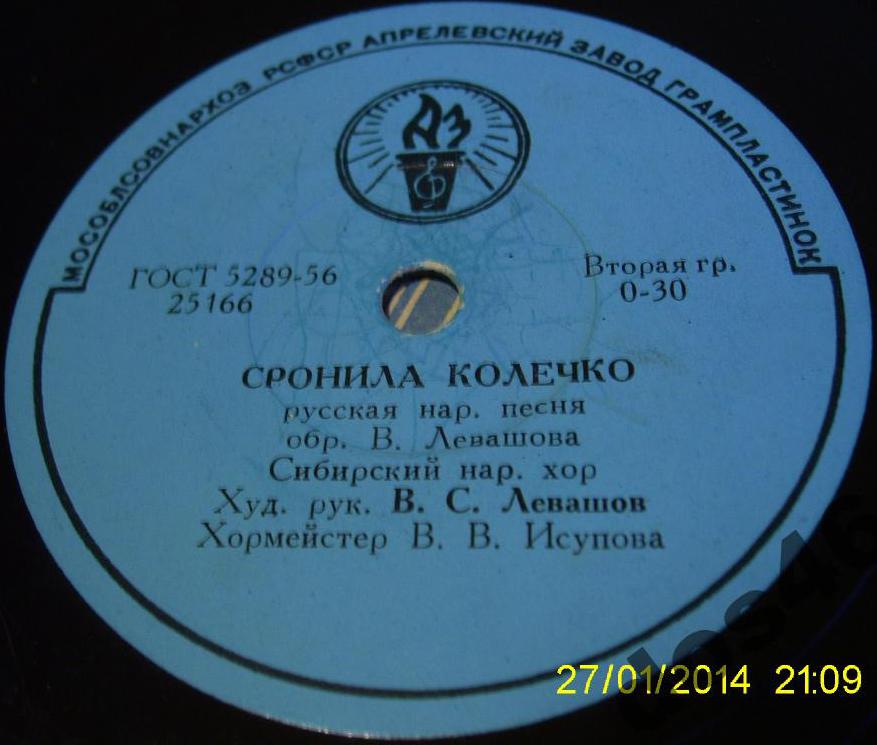 МОСОБЛСОВНАРХОЗ РСФСР АПРЕЛЕВСКИЙ ЗАВОД ГРАМПЛАСТИНОК
АЗ
ГОСТ 5289-56
25166
Вторая гр.
0-30
СРОНИЛА КОЛЕЧКО
русская нар. песня
обр. В. Левашова
Сибирский нар. хор
Худ. рук. В. С. Левашов
Хормейстер В. В. Исупова
27/01/2014 21:09